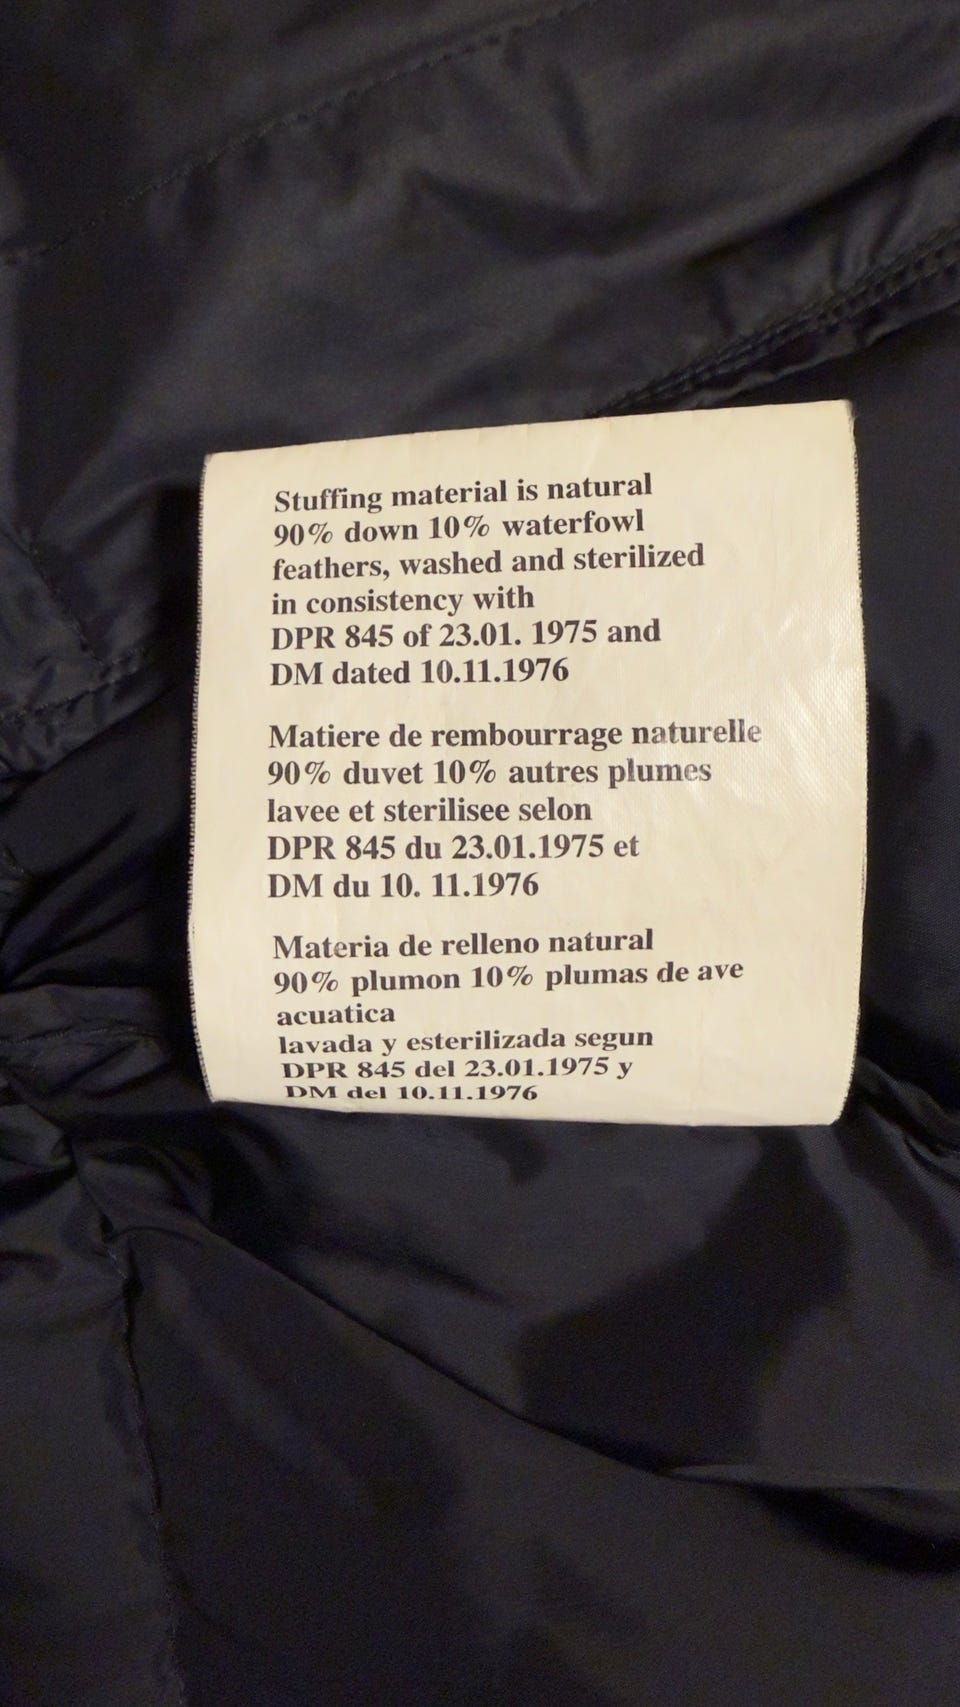 Stuffing material is natural
90% down 10% waterfowl
feathers, washed and sterilized
in consistency with
DPR 845 of 23.01. 1975 and
DM dated 10.11.1976
Matiere de rembourrage naturelle
90% duvet 10% autres plumes
lavee et sterilisee selon
DPR 845 du 23.01.1975 et
DM du 10. 11.1976
Materia de relleno natural
90% plumon 10% plumas de ave
acuatica
lavada y esterilizada segun
DPR 845 del 23.01.1975 y
DM del 10.11.1976